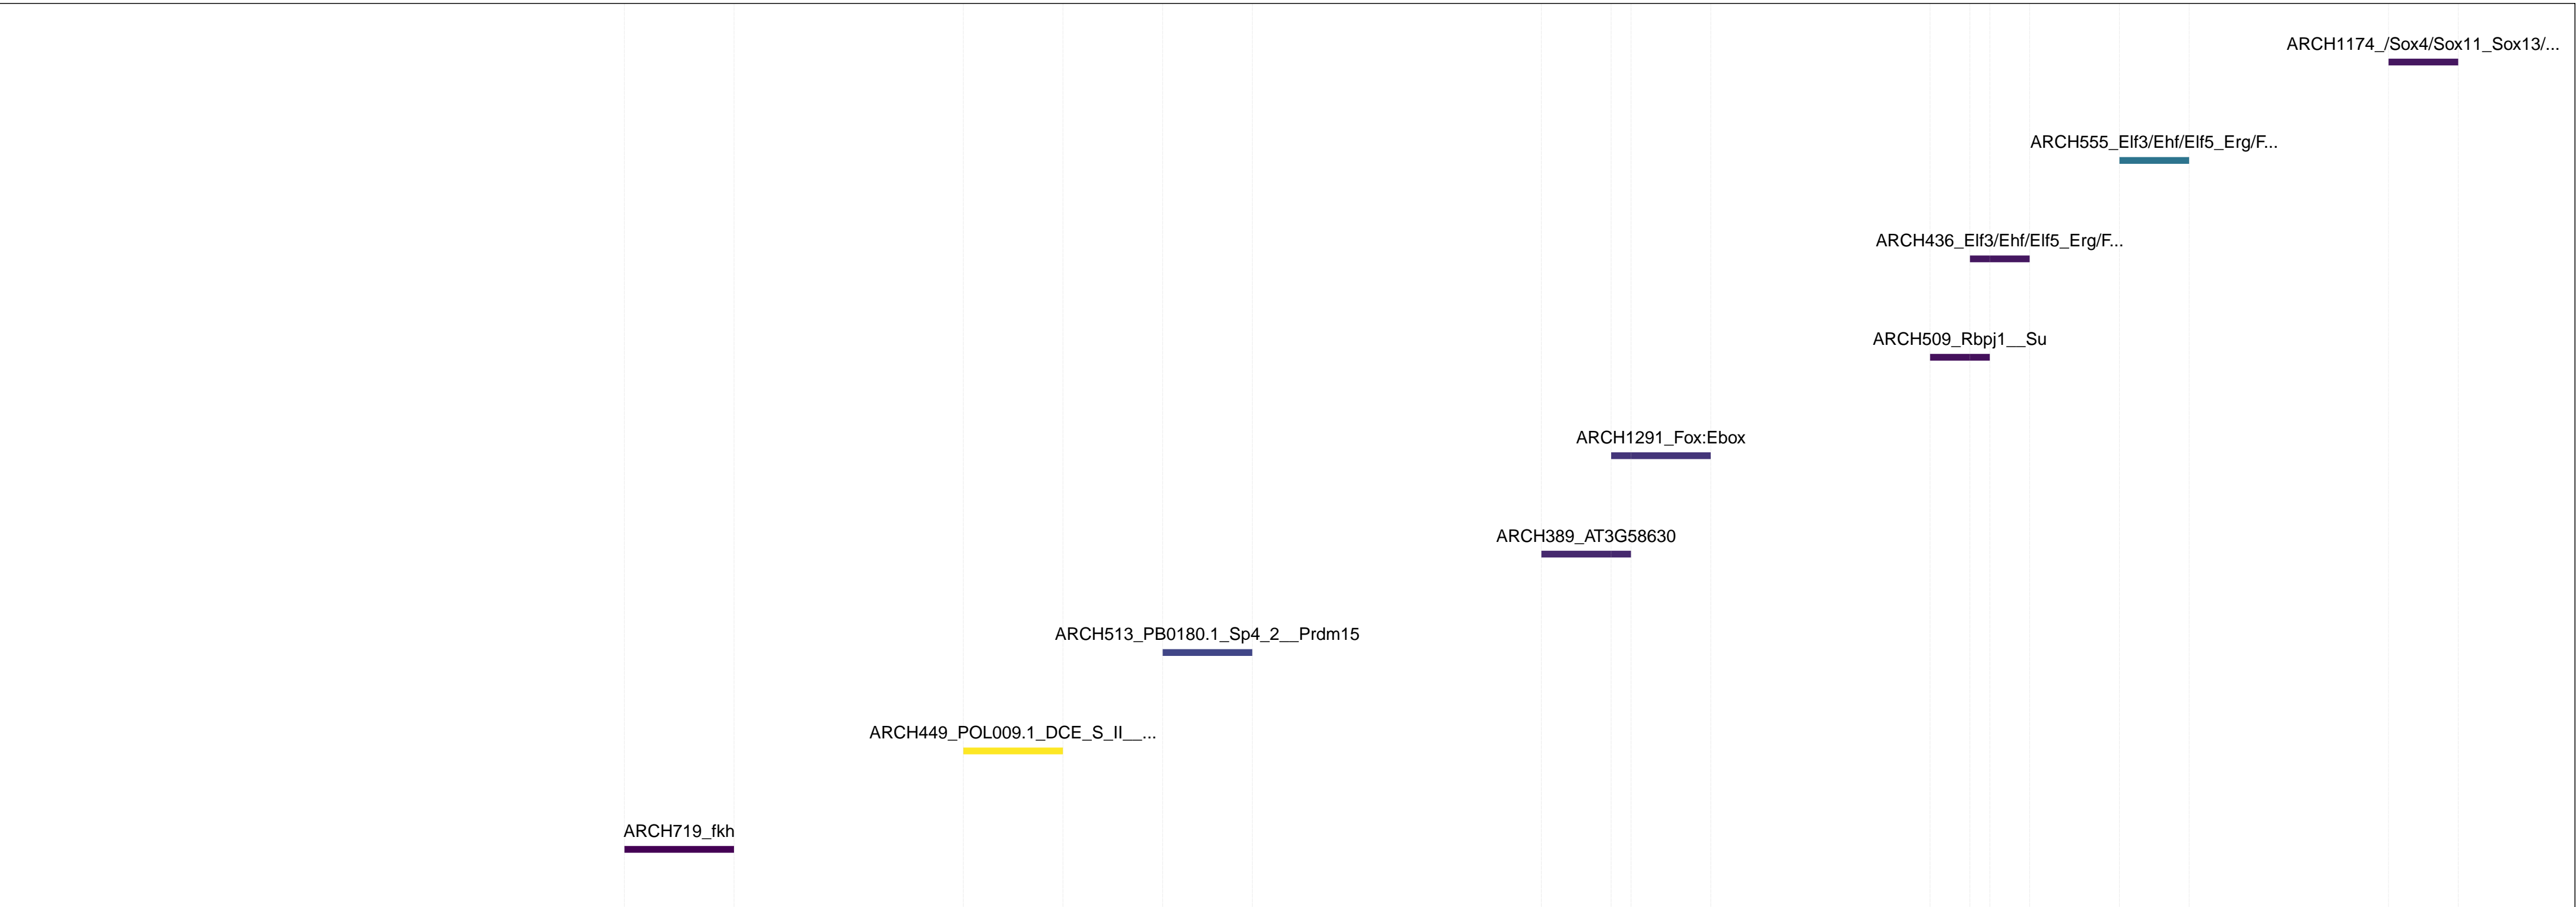 ARCH1174_/Sox4/Sox11_Sox13/...
ARCH555_Elf3/Ehf/Elf5_Erg/F...
ARCH436_Elf3/Ehf/Elf5_Erg/F...
ARCH509_Rbpj1__Su
ARCH1291_Fox:Ebox
ARCH389_AT3G58630
ARCH513_PB0180.1_Sp4_2__Prdm15
ARCH449_POL009.1_DCE_S_II__...
ARCH719_fkh